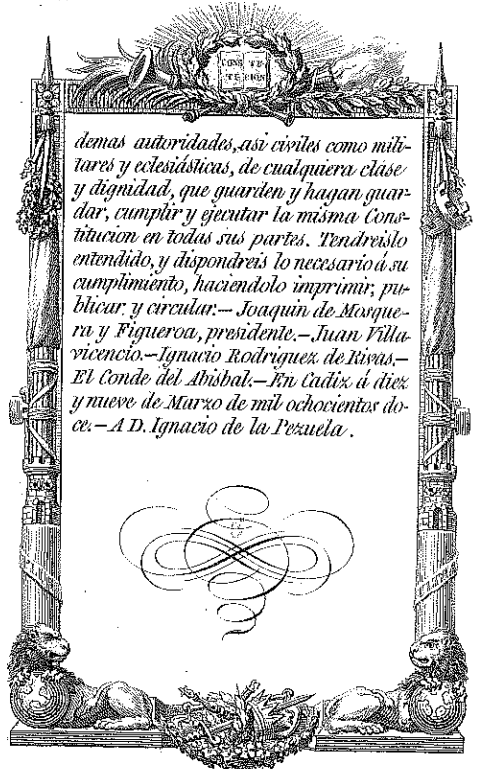 CONSTI
TUCION
demas autoridades, asi civiles como mili-
tares y eclesiásticas, de cualquiera clase
y dignidad, que guarden y hagan guar-
dar, cumplir y ejecutar la misma Cons-
titucion en todas sus partes. Tendreislo
entendido, y dispondreis lo necesario á su
cumplimiento, haciendolo imprimir, pu-
blicar y circular.—Joaquin de Mosque-
ra y Figueroa, presidente.—Juan Villa-
vicencio.—Ignacio Rodriguez de Rivas.—
El Conde del Abisbal.—En Cadiz á diez
y nueve de Marzo de mil ochocientos do-
ce.—A D. Ignacio de la Pezuela.